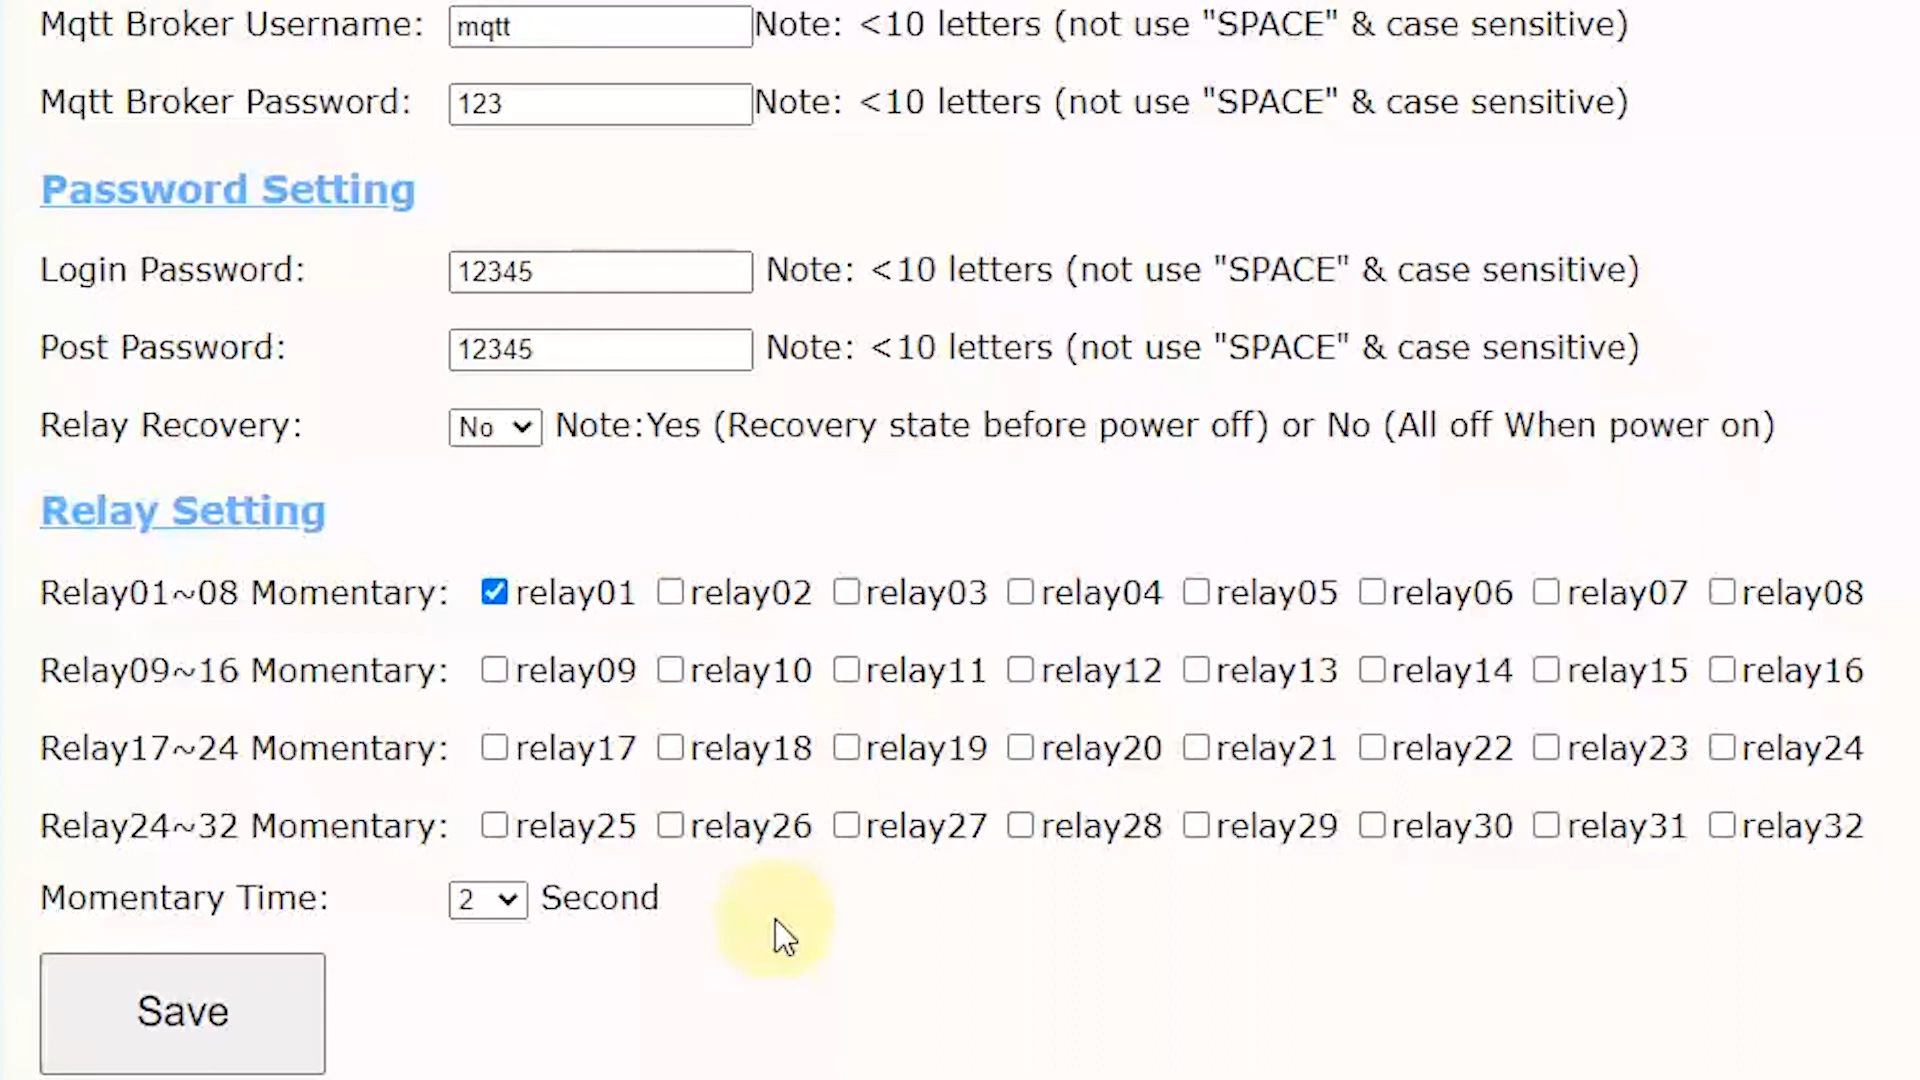 Mqtt Broker Username: mqtt Note: <10 letters (not use "SPACE" & case sensitive)
Mqtt Broker Password: 123 Note: <10 letters (not use "SPACE" & case sensitive)
Password Setting
Login Password: 12345 Note: <10 letters (not use "SPACE" & case sensitive)
Post Password: 12345 Note: <10 letters (not use "SPACE" & case sensitive)
Relay Recovery: No Note:Yes (Recovery state before power off) or No (All off When power on)
Relay Setting
Relay01~08 Momentary: relay01 relay02 relay03 relay04 relay05 relay06 relay07 relay08
Relay09~16 Momentary: relay09 relay10 relay11 relay12 relay13 relay14 relay15 relay16
Relay17~24 Momentary: relay17 relay18 relay19 relay20 relay21 relay22 relay23 relay24
Relay24~32 Momentary: relay25 relay26 relay27 relay28 relay29 relay30 relay31 relay32
Momentary Time: 2 Second
Save